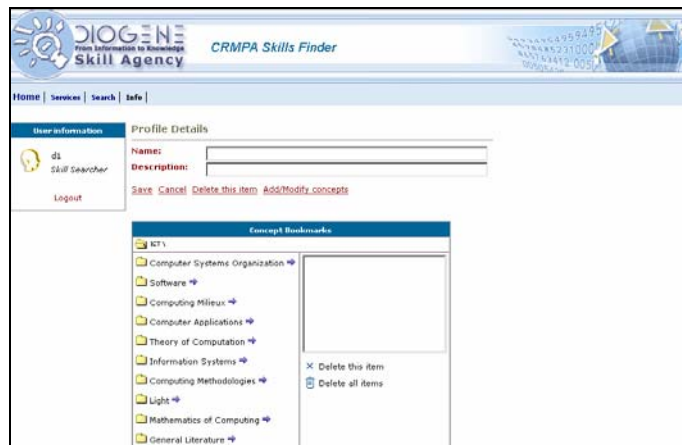 DIOGENE
From Information to Knowledge
Skill Agency
CRMPA Skills Finder
Home | Services | Search | Info |
User information
d1
Skill Searcher
Logout
Profile Details
Name:
Description:
Save Cancel Delete this item Add/Modify concepts
Concept Bookmarks
Computer Systems Organization
Software
Computing Milieux
Computer Applications
Theory of Computation
Information Systems
Computing Methodologies
Light
Mathematics of Computing
General Literature
Delete this item
Delete all items